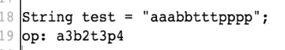 18 String test = "aaabbtttpppp";
19 op: a3b2t3p4